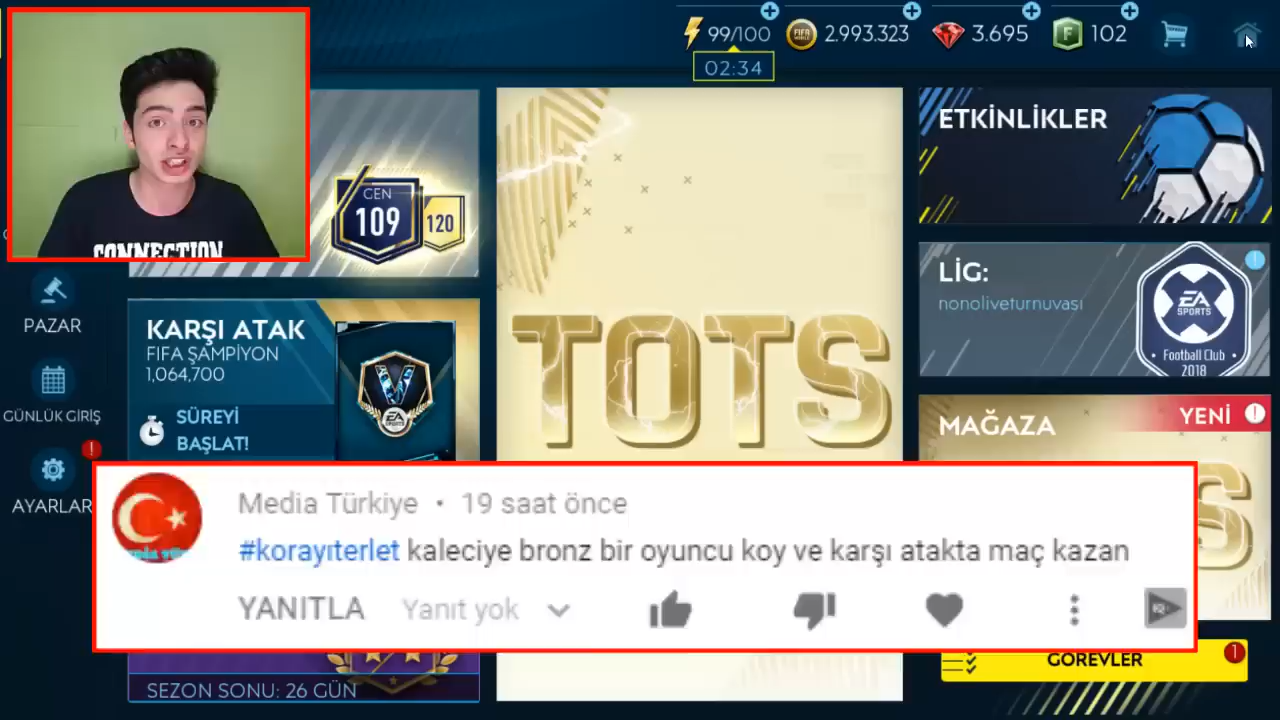 99/100
2.993.323
3.695
102
02:34
CONNECTION
GEN
109
120
ETKİNLİKLER
LİG:
nonoliveturnuvası
EA
SPORTS
Football Club
2018
PAZAR
GÜNLÜK GİRİŞ
AYARLAR
KARŞI ATAK
FIFA ŞAMPİYON
1,064,700
SÜREYİ
BAŞLAT!
TOTS
YENİ
MAĞAZA
Media Türkiye • 19 saat önce
#korayıterlet kaleciye bronz bir oyuncu koy ve karşı atakta maç kazan
YANITLA Yanıt yok
SEZON SONU: 26 GÜN
GÖREVLER
1